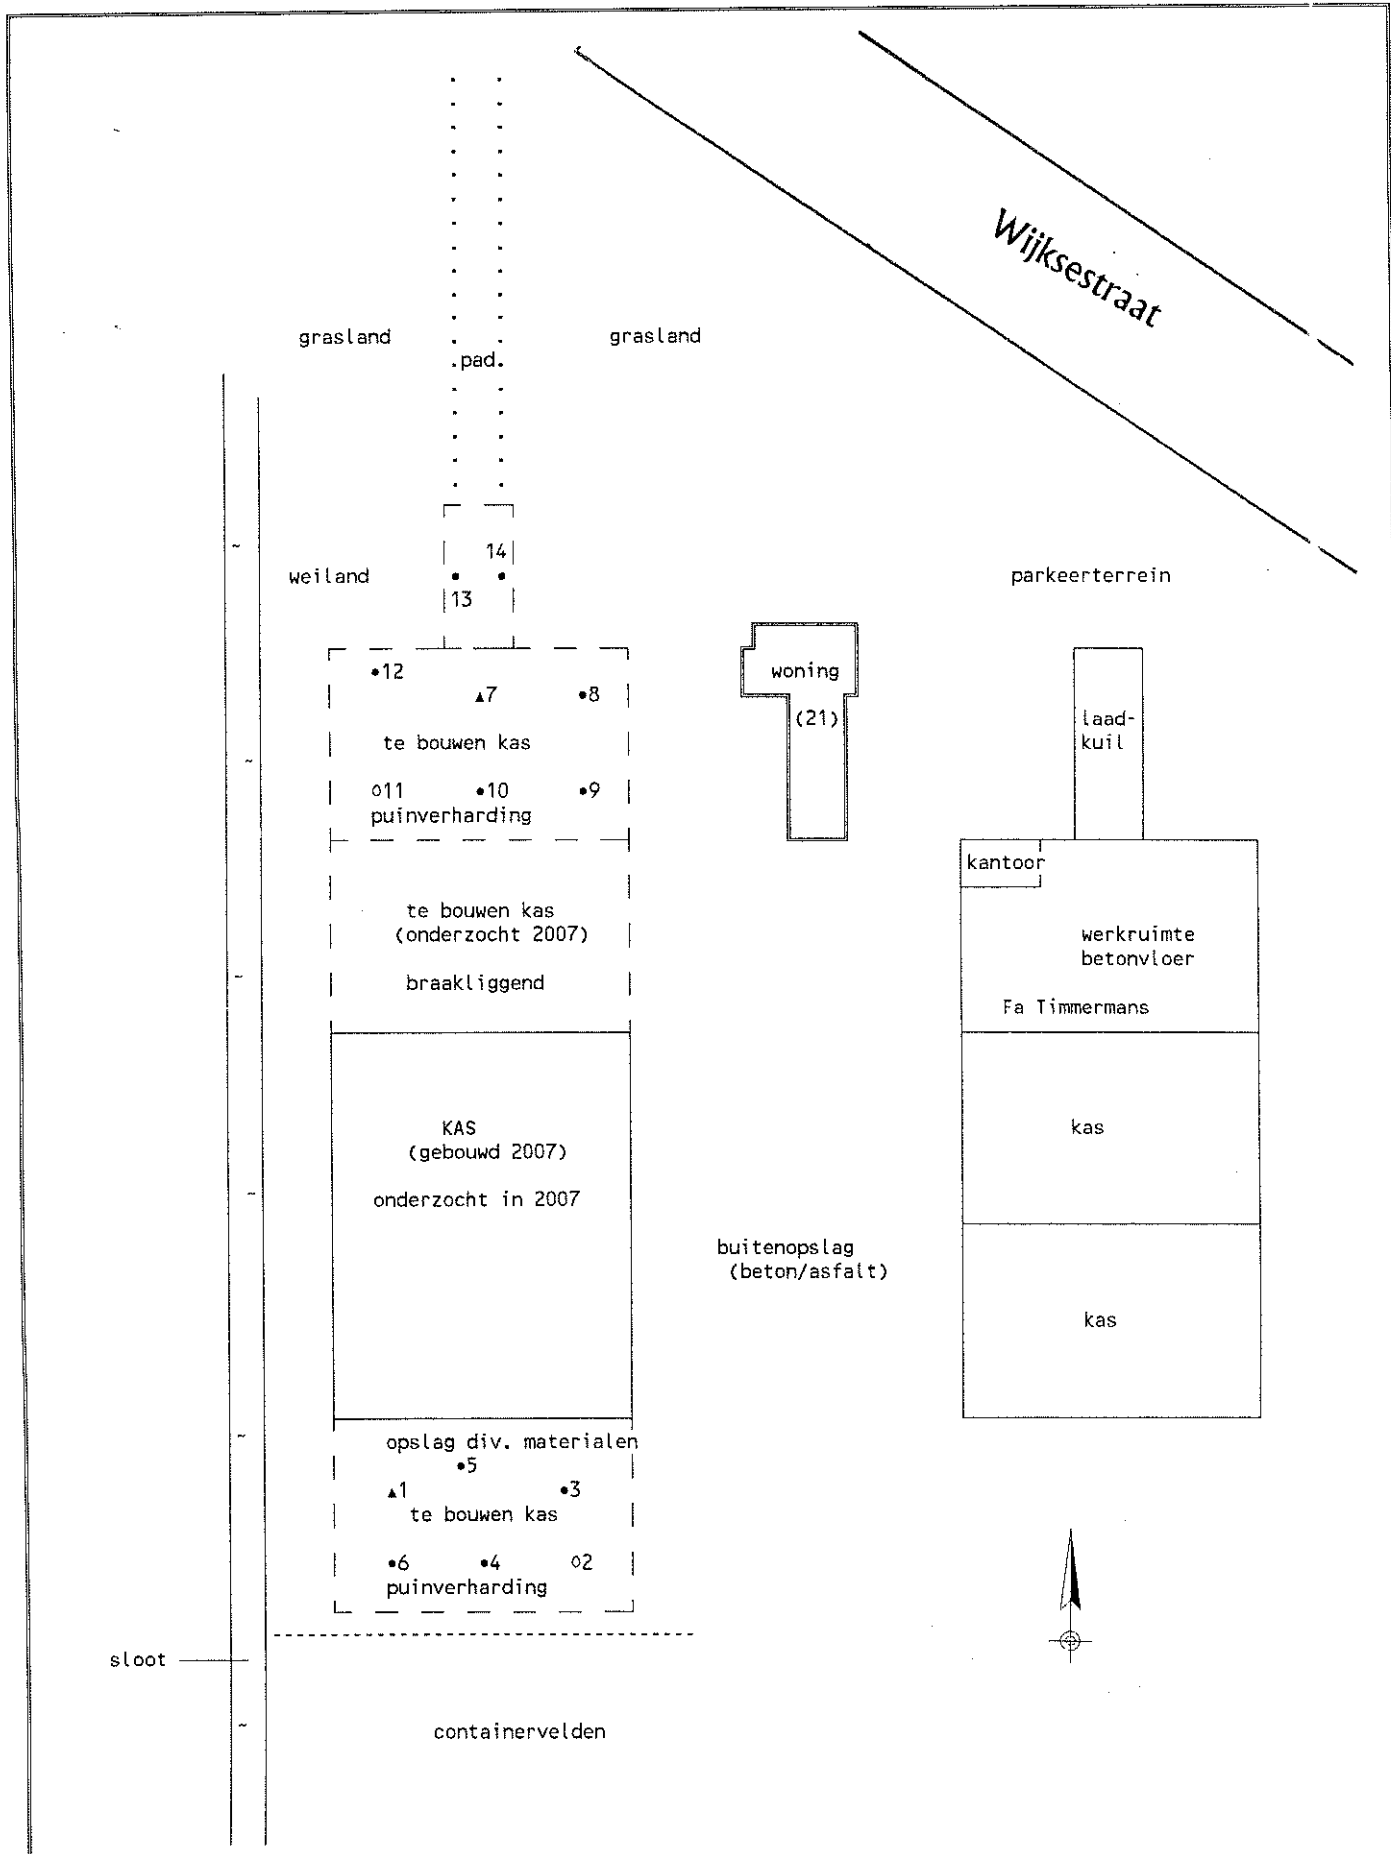 Wijksestraat
grasland
grasland
pad
14
weiland
13
parkeerterrein
12
7
8
woning
(21)
laad-
kuil
te bouwen kas
11
10
9
puinverharding
kantoor
te bouwen kas
(onderzocht 2007)
braakliggend
werkruimte
betonvloer
Fa Timmermans
KAS
(gebouwd 2007)
onderzocht in 2007
kas
buitenopslag
(beton/asfalt)
kas
opslag div. materialen
5
1
3
te bouwen kas
6
4
2
puinverharding
sloot
containervelden